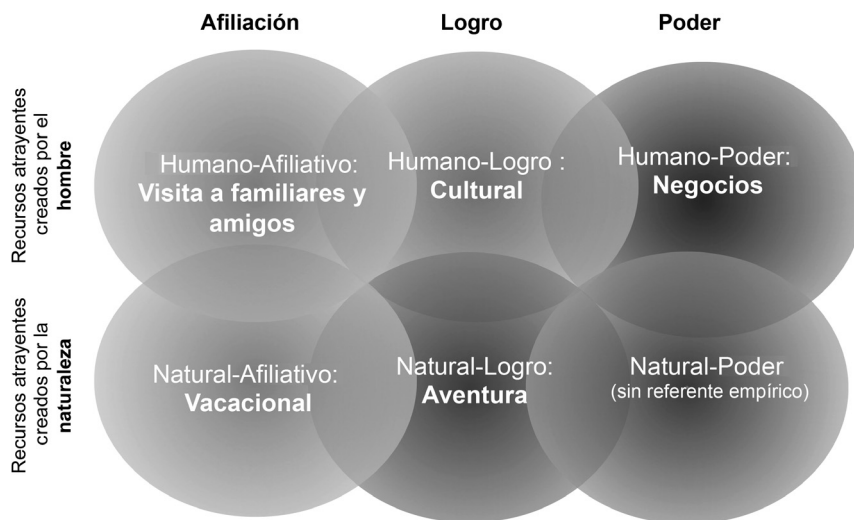 Afiliación
Logro
Poder
Recursos atrayentes
creados por el
hombre
Humano-Afiliativo:
Visita a familiares y
amigos
Humano-Logro :
Cultural
Humano-Poder:
Negocios
Recursos atrayentes
creados por la
naturaleza
Natural-Afiliativo:
Vacacional
Natural-Logro:
Aventura
Natural-Poder
(sin referente empírico)